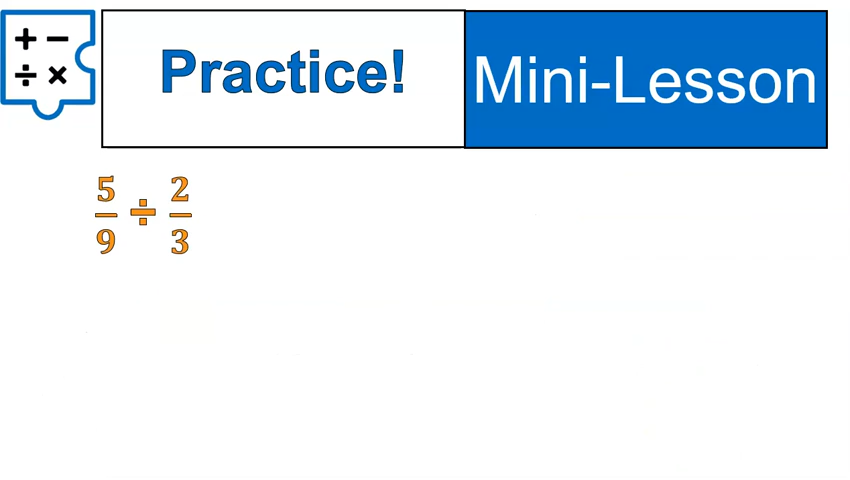 + −
÷ ×
Practice!
Mini-Lesson
5/9 ÷ 2/3